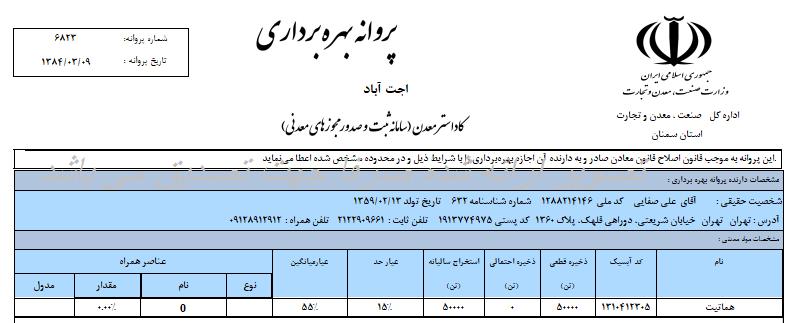 شماره پروانه: ۶۸۲۳
تاریخ پروانه : ۱۳۸۴/۰۳/۰۹
پروانه بهره برداری
جمهوری اسلامی ایران
وزارت صنعت، معدن و تجارت
اجت آباد
اداره کل صنعت ، معدن و تجارت
استان سمنان
کاداستر معدن (سامانه ثبت و صدور مجوزهای معدنی)
این پروانه به موجب قانون اصلاح قانون معادن صادر و به دارنده آن اجازه بهره‌برداری را با شرایط ذیل و در محدوده مشخص شده اعطا می‌نماید.
مشخصات دارنده پروانه بهره برداری :
شخصیت حقیقی : آقای علی صفایی کد ملی ۱۲۸۸۲۱۴۱۴۶ شماره شناسنامه ۶۳۲ تاریخ تولد ۱۳۵۹/۰۲/۱۳
آدرس : تهران تهران خیابان شریعتی، دوراهی قلهک، پلاک ۱۳۶۰ کد پستی ۱۹۱۳۷۷۴۹۷۵ تلفن ثابت : ۲۱۲۲۹۰۹۶۶۱ تلفن همراه : ۰۹۱۲۸۹۱۲۹۱۲
مشخصات مواد معدنی :
نام کد آیسیک ذخیره قطعی (تن) ذخیره احتمالی (تن) استخراج سالیانه (تن) عیار حد عیارمیانگین عناصر همراه
نوع نام مقدار مدول
هماتیت ۱۳۱۰۴۱۲۳۰۵ ۵۰۰۰۰ ۰ ۵۰۰۰۰ ۱۵% ۵۵% 0 ۰.۰۰%